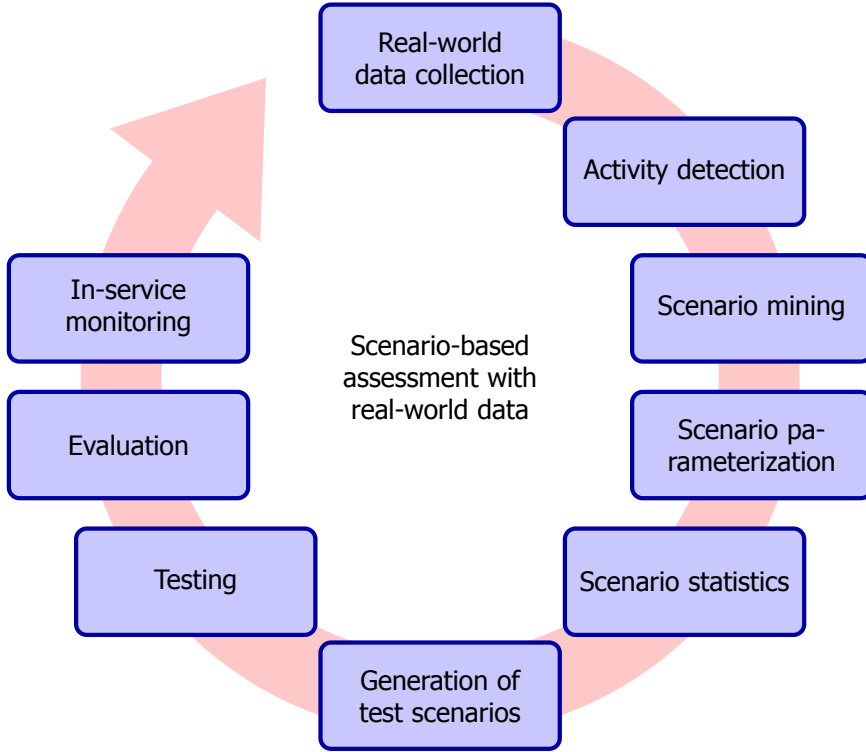 Real-world
data collection
Activity detection
Scenario mining
Scenario pa-
rameterization
Scenario statistics
Generation of
test scenarios
Testing
Evaluation
In-service
monitoring
Scenario-based
assessment with
real-world data